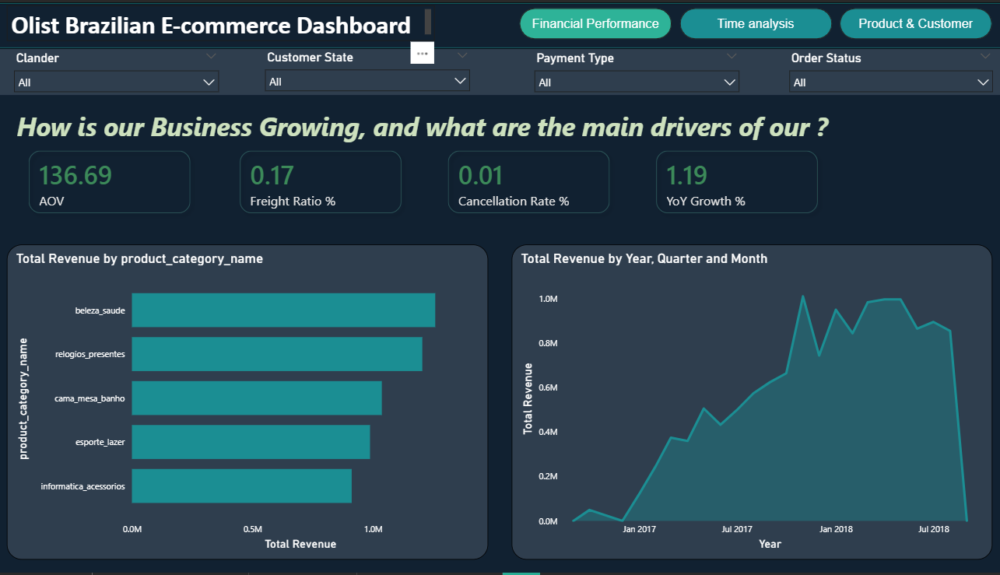 Olist Brazilian E-commerce Dashboard
Financial Performance
Time analysis
Product & Customer
Clander
Customer State
Payment Type
Order Status
All
All
All
All
How is our Business Growing, and what are the main drivers of our ?
136.69
AOV
0.17
Freight Ratio %
0.01
Cancellation Rate %
1.19
YoY Growth %
Total Revenue by product_category_name
product_category_name
beleza_saude
relogios_presentes
cama_mesa_banho
esporte_lazer
informatica_acessorios
0.0M
0.5M
1.0M
Total Revenue
Total Revenue by Year, Quarter and Month
Total Revenue
1.0M
0.8M
0.6M
0.4M
0.2M
0.0M
Jan 2017
Jul 2017
Jan 2018
Jul 2018
Year